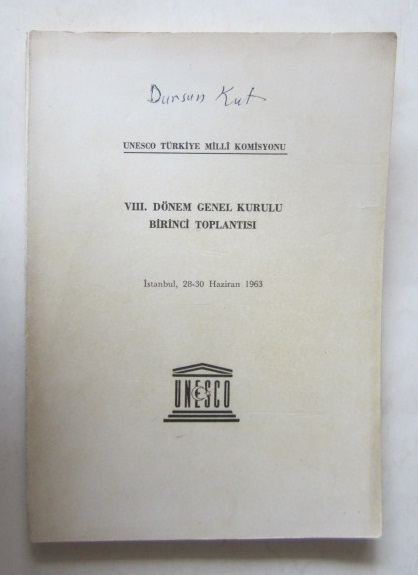 Dursun Kut
UNESCO TÜRKİYE MİLLÎ KOMİSYONU
VIII. DÖNEM GENEL KURULU
BİRİNCİ TOPLANTISI
İstanbul, 28-30 Haziran 1963
UNESCO